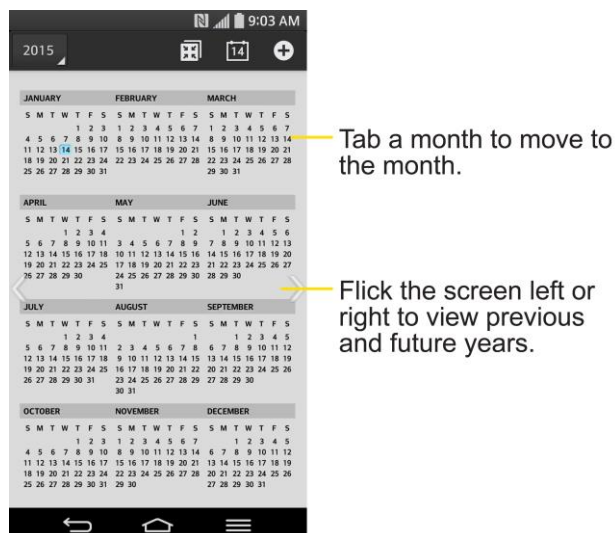 9:03 AM
2015
14
JANUARY FEBRUARY MARCH
S M T W T F S S M T W T F S S M T W T F S
1 2 3 1 2 3 4 5 6 7 1 2 3 4 5 6 7
4 5 6 7 8 9 10 8 9 10 11 12 13 14 8 9 10 11 12 13 14
11 12 13 14 15 16 17 15 16 17 18 19 20 21 15 16 17 18 19 20 21
18 19 20 21 22 23 24 22 23 24 25 26 27 28 22 23 24 25 26 27 28
25 26 27 28 29 30 31 29 30 31
Tab a month to move to
the month.
APRIL MAY JUNE
S M T W T F S S M T W T F S S M T W T F S
1 2 3 4 1 2 1 2 3 4 5 6
5 6 7 8 9 10 11 3 4 5 6 7 8 9 7 8 9 10 11 12 13
12 13 14 15 16 17 18 10 11 12 13 14 15 16 14 15 16 17 18 19 20
19 20 21 22 23 24 25 17 18 19 20 21 22 23 21 22 23 24 25 26 27
26 27 28 29 30 24 25 26 27 28 29 30 28 29 30
31
Flick the screen left or
right to view previous
and future years.
JULY AUGUST SEPTEMBER
S M T W T F S S M T W T F S S M T W T F S
1 2 3 4 1 1 2 3 4 5
5 6 7 8 9 10 11 2 3 4 5 6 7 8 6 7 8 9 10 11 12
12 13 14 15 16 17 18 9 10 11 12 13 14 15 13 14 15 16 17 18 19
19 20 21 22 23 24 25 16 17 18 19 20 21 22 20 21 22 23 24 25 26
26 27 28 29 30 31 23 24 25 26 27 28 29 27 28 29 30
30 31
OCTOBER NOVEMBER DECEMBER
S M T W T F S S M T W T F S S M T W T F S
1 2 3 1 2 3 4 5 6 7 1 2 3 4 5
4 5 6 7 8 9 10 8 9 10 11 12 13 14 6 7 8 9 10 11 12
11 12 13 14 15 16 17 15 16 17 18 19 20 21 13 14 15 16 17 18 19
18 19 20 21 22 23 24 22 23 24 25 26 27 28 20 21 22 23 24 25 26
25 26 27 28 29 30 31 29 30 27 28 29 30 31